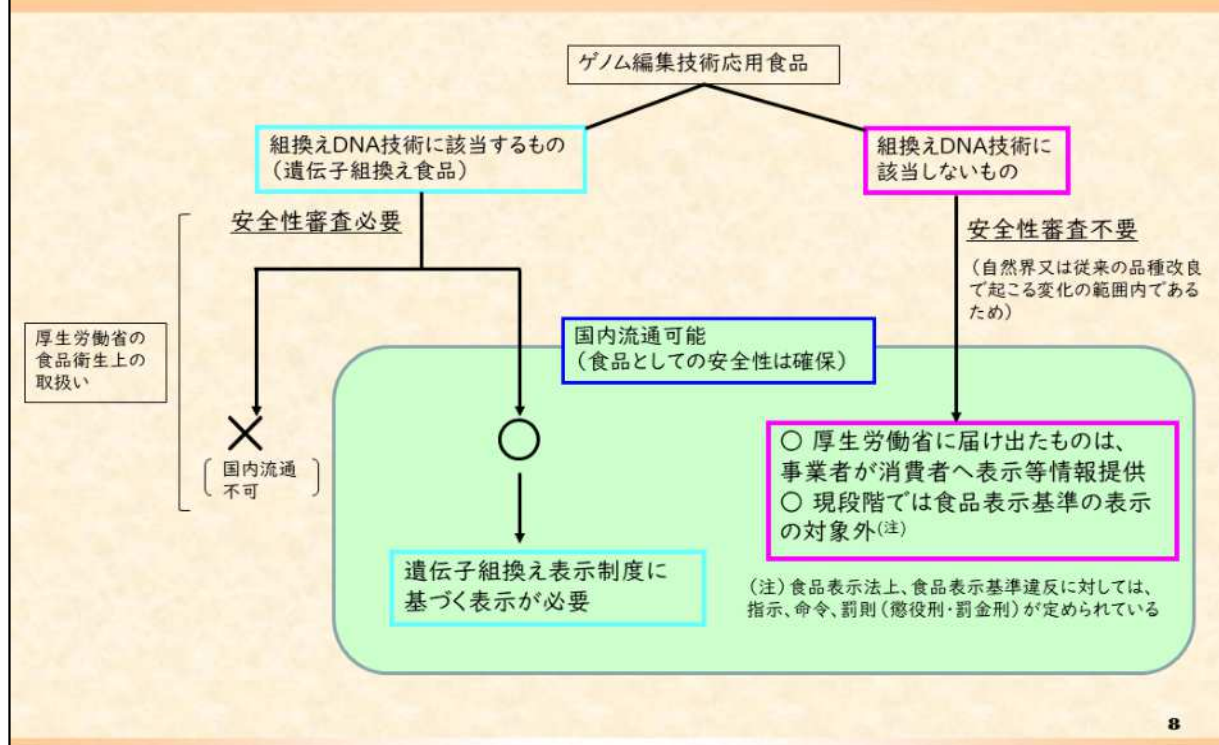 ゲノム編集技術応用食品
組換えDNA技術に該当するもの
（遺伝子組換え食品）
組換えDNA技術に
該当しないもの
安全性審査必要
安全性審査不要
（自然界又は従来の品種改良
で起こる変化の範囲内である
ため）
厚生労働省の
食品衛生上の
取扱い
国内流通可能
（食品としての安全性は確保）
国内流通
不可
○ 厚生労働省に届け出たものは、
事業者が消費者へ表示等情報提供
○ 現段階では食品表示基準の表示
の対象外(注)
遺伝子組換え表示制度に
基づく表示が必要
（注）食品表示法上、食品表示基準違反に対しては、
指示、命令、罰則（懲役刑・罰金刑）が定められている
8